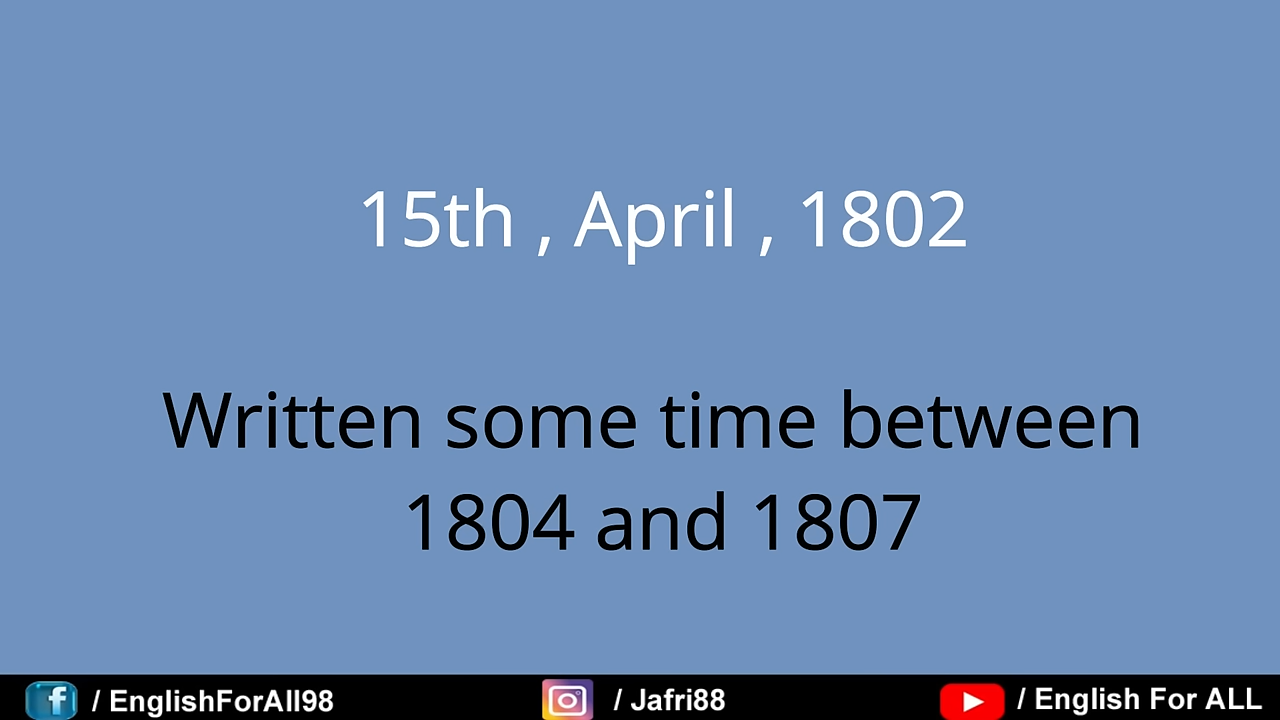 15th , April , 1802
Written some time between
1804 and 1807
/ EnglishForAll98
/ Jafri88
/ English For ALL